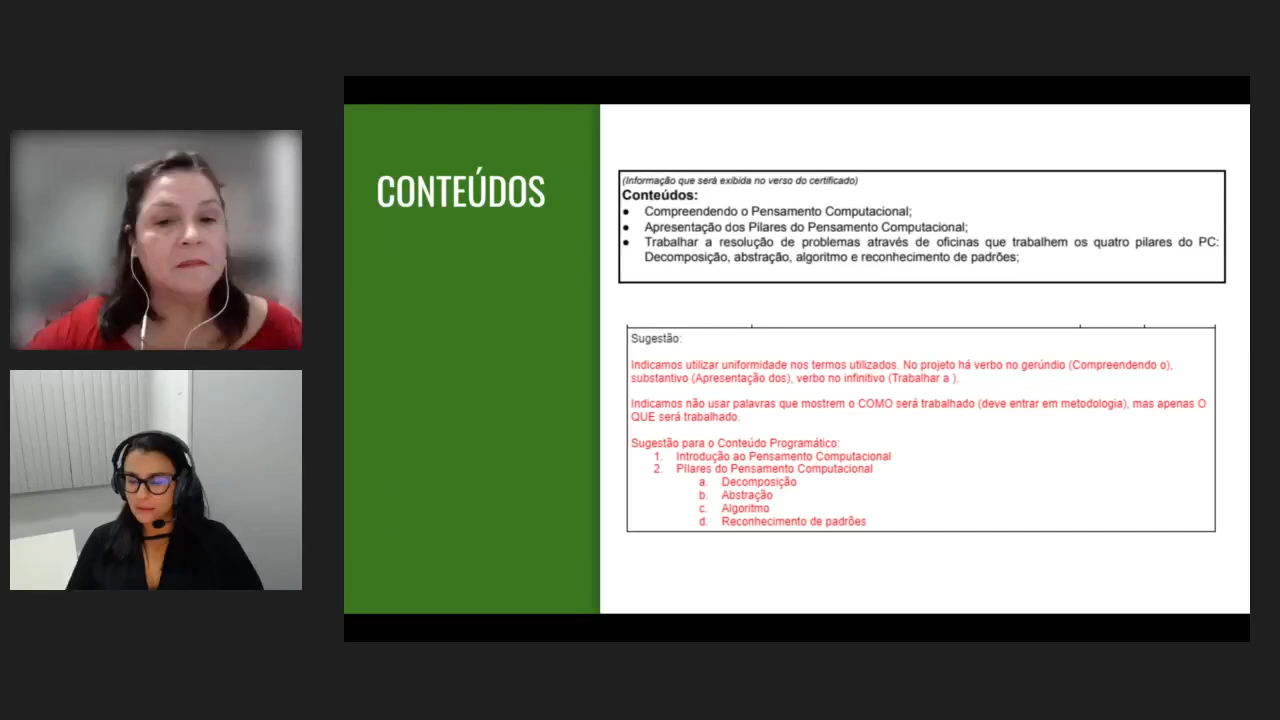 CONTEÚDOS
(Informação que será exibida no verso do certificado)
Conteúdos:
● Compreendendo o Pensamento Computacional;
● Apresentação dos Pilares do Pensamento Computacional;
● Trabalhar a resolução de problemas através de oficinas que trabalhem os quatro pilares do PC:
Decomposição, abstração, algoritmo e reconhecimento de padrões;
Sugestão:
Indicamos utilizar uniformidade nos termos utilizados. No projeto há verbo no gerúndio (Compreendendo o),
substantivo (Apresentação dos), verbo no infinitivo (Trabalhar a ).
Indicamos não usar palavras que mostrem o COMO será trabalhado (deve entrar em metodologia), mas apenas O
QUE será trabalhado.
Sugestão para o Conteúdo Programático:
1. Introdução ao Pensamento Computacional
2. Pilares do Pensamento Computacional
a. Decomposição
b. Abstração
c. Algoritmo
d. Reconhecimento de padrões